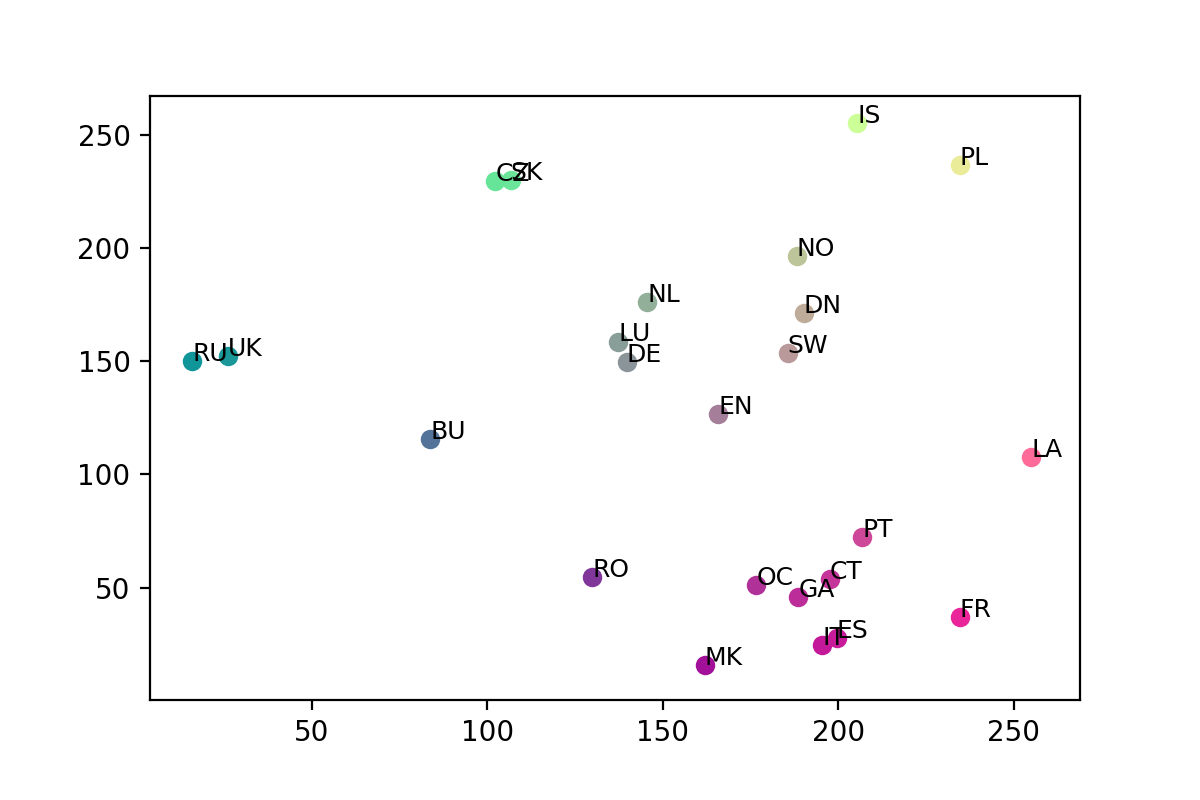 250
IS
PL
CZ
SK
200
NO
NL
DN
LU
SW
RU
UK
DE
150
EN
BU
LA
100
PT
RO
OC
CT
GA
50
FR
IT
ES
MK
50 100 150 200 250